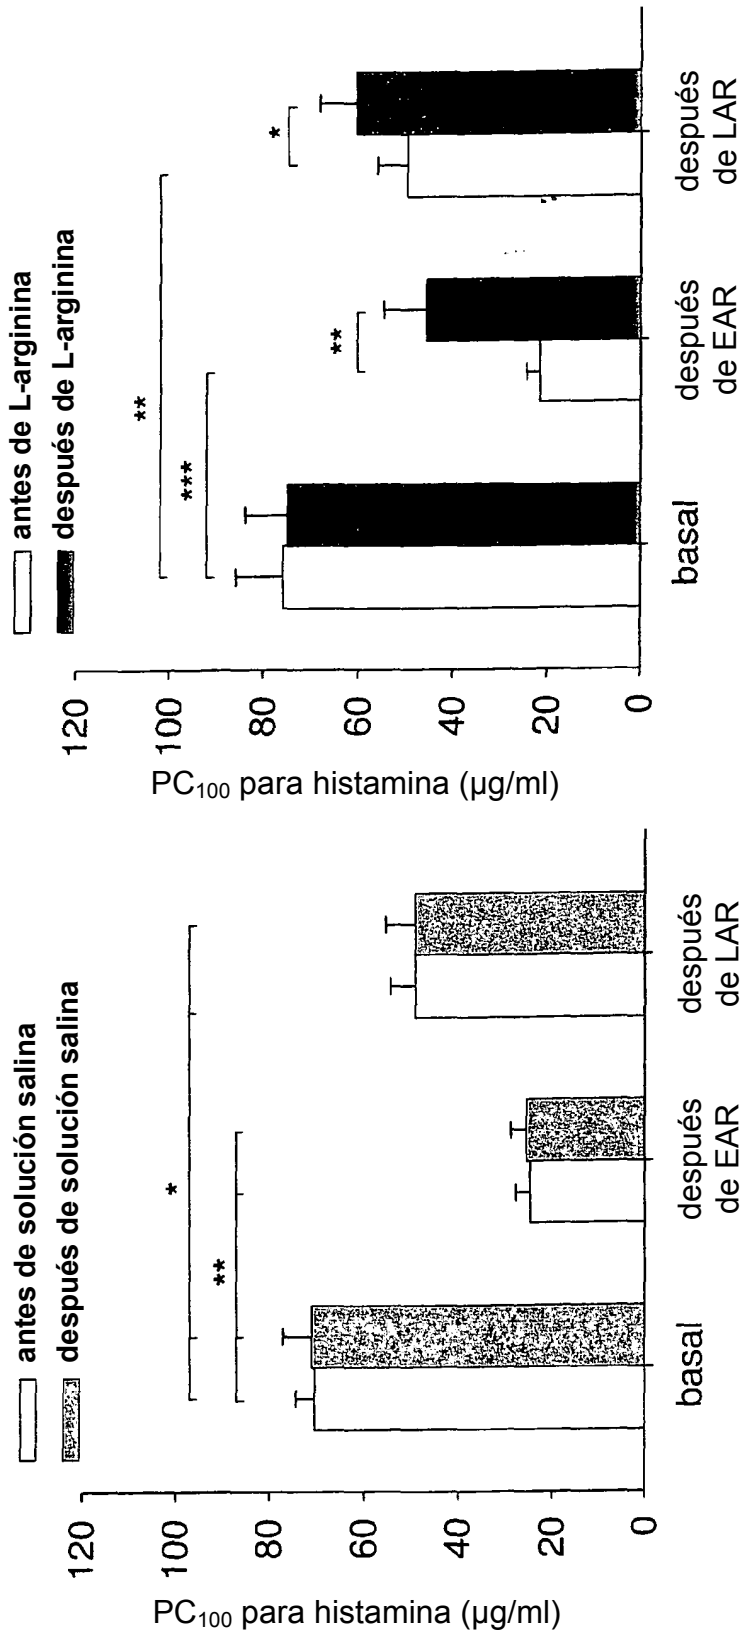 antes de solución salina
después de solución salina
PC₁₀₀ para histamina (µg/ml)
120
100
80
60
40
20
0
*
**
basal
después
de EAR
después
de LAR
antes de L-arginina
después de L-arginina
PC₁₀₀ para histamina (µg/ml)
120
100
80
60
40
20
0
**
***
**
*
basal
después
de EAR
después
de LAR